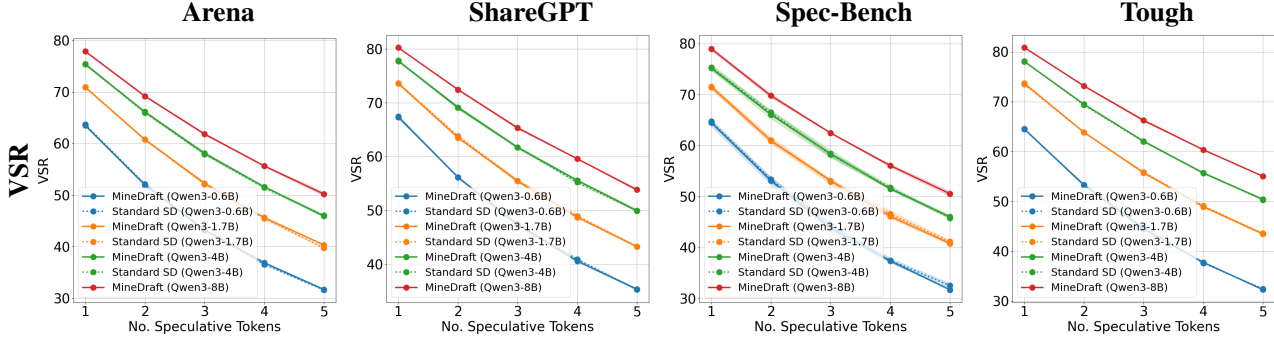 Arena
ShareGPT
Spec-Bench
Tough
VSR
VSR
80
70
60
50
40
30
MineDraft (Qwen3-0.6B)
Standard SD (Qwen3-0.6B)
MineDraft (Qwen3-1.7B)
Standard SD (Qwen3-1.7B)
MineDraft (Qwen3-4B)
Standard SD (Qwen3-4B)
MineDraft (Qwen3-8B)
1 2 3 4 5
No. Speculative Tokens
VSR
80
70
60
50
40
MineDraft (Qwen3-0.6B)
Standard SD (Qwen3-0.6B)
MineDraft (Qwen3-1.7B)
Standard SD (Qwen3-1.7B)
MineDraft (Qwen3-4B)
Standard SD (Qwen3-4B)
MineDraft (Qwen3-8B)
1 2 3 4 5
No. Speculative Tokens
VSR
80
70
60
50
40
30
MineDraft (Qwen3-0.6B)
Standard SD (Qwen3-0.6B)
MineDraft (Qwen3-1.7B)
Standard SD (Qwen3-1.7B)
MineDraft (Qwen3-4B)
Standard SD (Qwen3-4B)
MineDraft (Qwen3-8B)
1 2 3 4 5
No. Speculative Tokens
VSR
80
70
60
50
40
30
MineDraft (Qwen3-0.6B)
Standard SD (Qwen3-0.6B)
MineDraft (Qwen3-1.7B)
Standard SD (Qwen3-1.7B)
MineDraft (Qwen3-4B)
Standard SD (Qwen3-4B)
MineDraft (Qwen3-8B)
1 2 3 4 5
No. Speculative Tokens